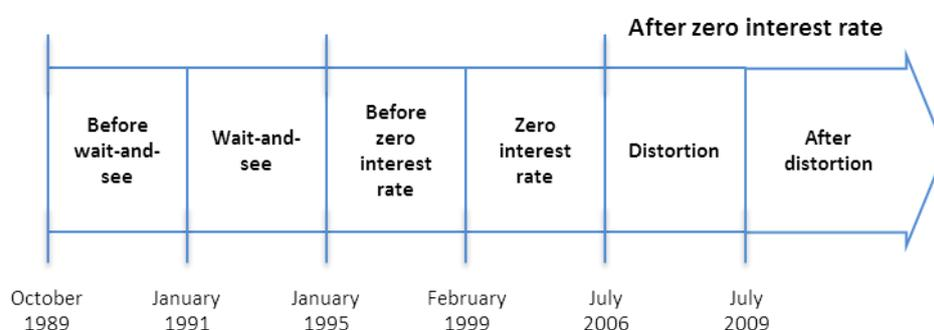 After zero interest rate
Before
wait-and-
see
Wait-and-
see
Before
zero
interest
rate
Zero
interest
rate
Distortion
After
distortion
October
1989
January
1991
January
1995
February
1999
July
2006
July
2009